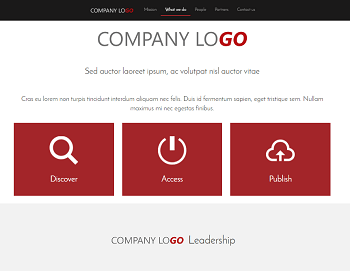 COMPANY LOGO Mission What we do People Partners Contact us
COMPANY LOGO
Sed auctor laoreet ipsum, ac volutpat nisl auctor vitae
Cras eu lorem non turpis tincidunt interdum aliquam nec felis. Duis id fermentum sapien, eget tristique sem. Nullam
maximus mi nec egestas finibus
Discover Access Publish
COMPANY LOGO Leadership